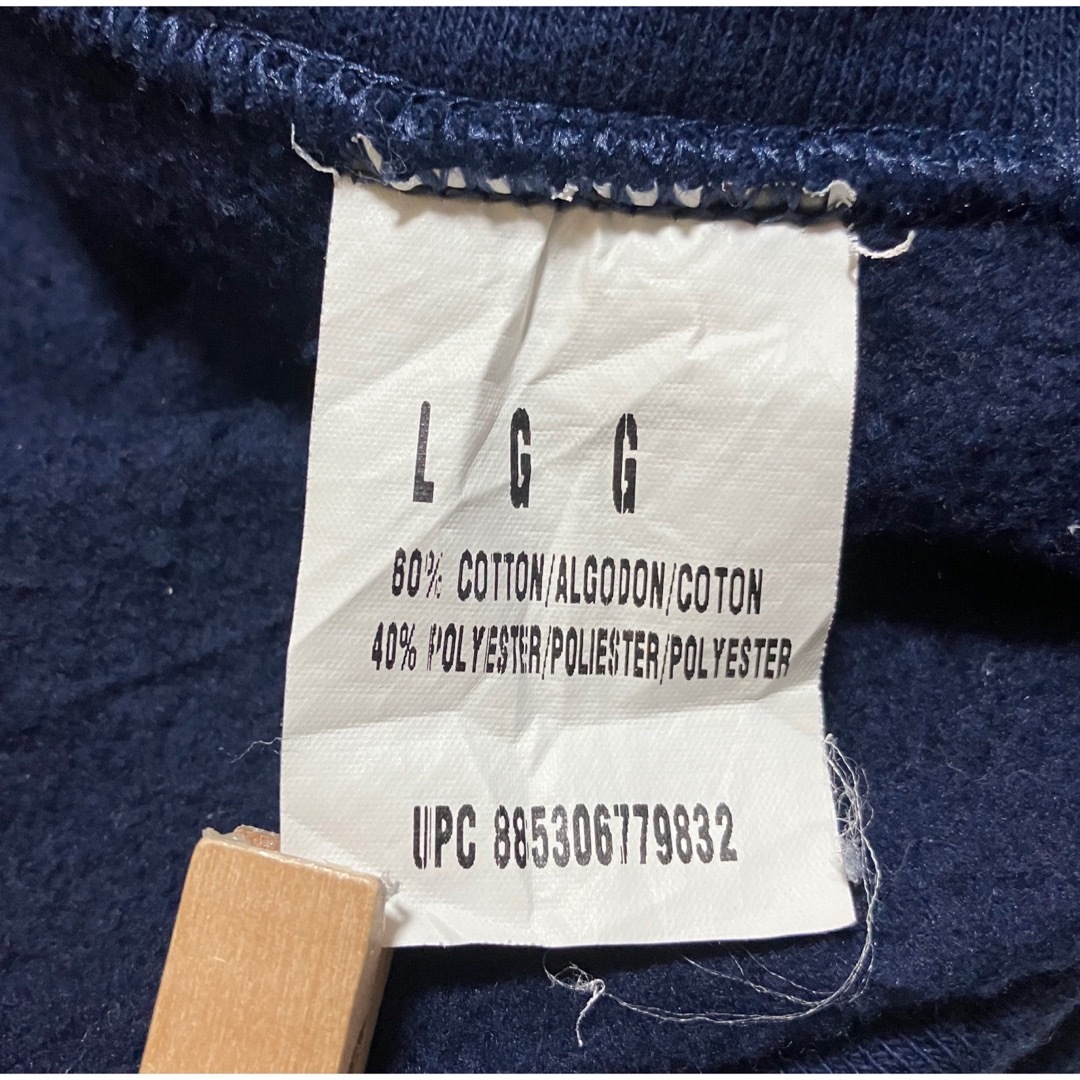 L G G
60% COTTON/ALGODON/COTON
40% POLYESTER/POLIESTER/POLYESTER
UPC 885306779832